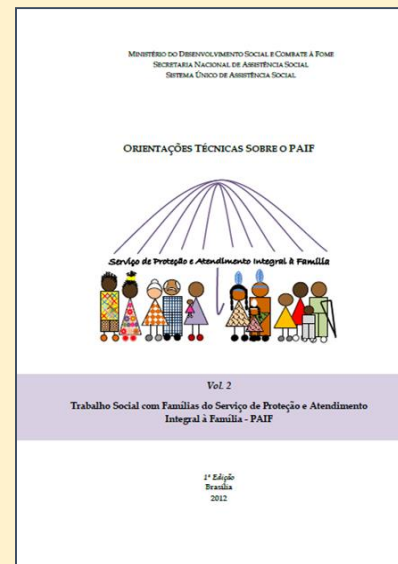 MINISTÉRIO DO DESENVOLVIMENTO SOCIAL E COMBATE À FOME
SECRETARIA NACIONAL DE ASSISTÊNCIA SOCIAL
SISTEMA ÚNICO DE ASSISTÊNCIA SOCIAL
ORIENTAÇÕES TÉCNICAS SOBRE O PAIF
Serviço de Proteção e Atendimento Integral à Família
Vol. 2
Trabalho Social com Famílias do Serviço de Proteção e Atendimento
Integral à Família - PAIF
1ª Edição
Brasília
2012